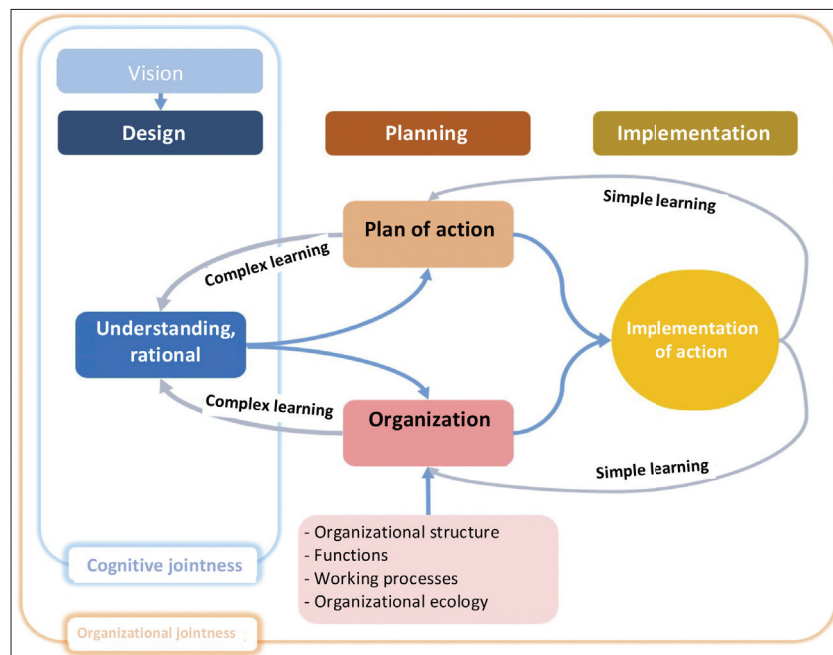 Vision
Design
Planning
Implementation
Simple learning
Plan of action
Complex learning
Understanding,
rational
Implementation
of action
Complex learning
Organization
Simple learning
- Organizational structure
- Functions
- Working processes
- Organizational ecology
Cognitive jointness
Organizational jointness